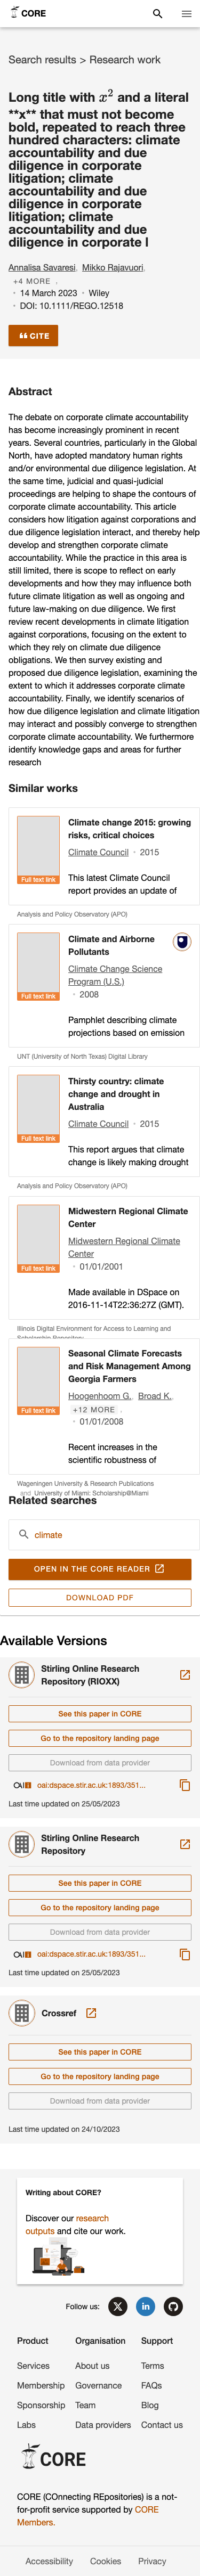 CORE
Search results > Research work
Long title with x² and a literal
**x** that must not become
bold, repeated to reach three
hundred characters: climate
accountability and due
diligence in corporate
litigation; climate
accountability and due
diligence in corporate
litigation; climate
accountability and due
diligence in corporate l
Annalisa Savaresi, Mikko Rajavuori,
+4 MORE .
• 14 March 2023 • Wiley
• DOI: 10.1111/REGO.12518
CITE
Abstract
The debate on corporate climate accountability
has become increasingly prominent in recent
years. Several countries, particularly in the Global
North, have adopted mandatory human rights
and/or environmental due diligence legislation. At
the same time, judicial and quasi-judicial
proceedings are helping to shape the contours of
corporate climate accountability. This article
considers how litigation against corporations and
due diligence legislation interact, and thereby help
develop and strengthen corporate climate
accountability. While the practice in this area is
still limited, there is scope to reflect on early
developments and how they may influence both
future climate litigation as well as ongoing and
future law-making on due diligence. We first
review recent developments in climate litigation
against corporations, focusing on the extent to
which they relate to climate due diligence
obligations. We then survey existing and
proposed due diligence legislation, examining the
extent to which it addresses corporate climate
accountability. Finally, we identify scenarios of
how due diligence legislation and climate litigation
may interact and possibly converge to strengthen
corporate climate accountability. We furthermore
identify knowledge gaps and areas for further
research
Similar works
Climate change 2015: growing
risks, critical choices
Climate Council • 2015
This latest Climate Council
report provides an update of
Full text link
Analysis and Policy Observatory (APO)
Climate and Airborne
Pollutants
Climate Change Science
Program (U.S.)
• 2008
Pamphlet describing climate
projections based on emission
Full text link
UNT (University of North Texas) Digital Library
Thirsty country: climate
change and drought in
Australia
Climate Council • 2015
This report argues that climate
change is likely making drought
Full text link
Analysis and Policy Observatory (APO)
Midwestern Regional Climate
Center
Midwestern Regional Climate
Center
• 01/01/2001
Made available in DSpace on
2016-11-14T22:36:27Z (GMT).
Full text link
Illinois Digital Environment for Access to Learning and
Scholarship Repository
Seasonal Climate Forecasts
and Risk Management Among
Georgia Farmers
Hoogenhoom G., Broad K.,
+12 MORE .
• 01/01/2008
Recent increases in the
scientific robustness of
Full text link
Wageningen University & Research Publications
and University of Miami: Scholarship@Miami
Related searches
climate
OPEN IN THE CORE READER
DOWNLOAD PDF
Available Versions
Stirling Online Research
Repository (RIOXX)
See this paper in CORE
Go to the repository landing page
Download from data provider
OAI oai:dspace.stir.ac.uk:1893/351...
Last time updated on 25/05/2023
Stirling Online Research
Repository
See this paper in CORE
Go to the repository landing page
Download from data provider
OAI oai:dspace.stir.ac.uk:1893/351...
Last time updated on 25/05/2023
Crossref
See this paper in CORE
Go to the repository landing page
Download from data provider
Last time updated on 24/10/2023
Writing about CORE?
Discover our research
outputs and cite our work.
Follow us:
Product Organisation Support
Services About us Terms
Membership Governance FAQs
Sponsorship Team Blog
Labs Data providers Contact us
CORE
CORE (COnnecting REpositories) is a not-
for-profit service supported by CORE
Members.
Accessibility Cookies Privacy